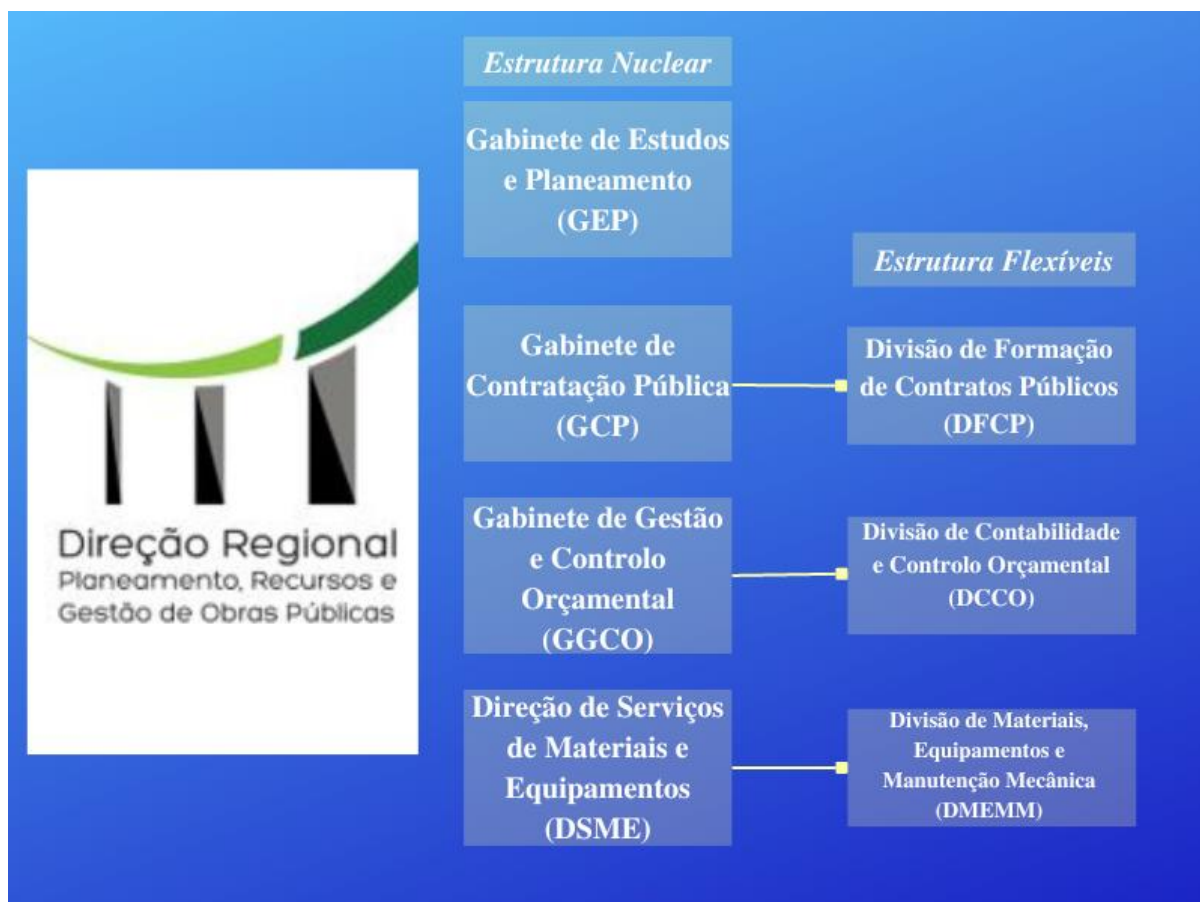 Direção Regional
Planeamento, Recursos e
Gestão de Obras Públicas
Estrutura Nuclear
Gabinete de Estudos
e Planeamento
(GEP)
Gabinete de
Contratação Pública
(GCP)
Gabinete de Gestão
e Controlo
Orçamental
(GGCO)
Direção de Serviços
de Materiais e
Equipamentos
(DSME)
Estrutura Flexíveis
Divisão de Formação
de Contratos Públicos
(DFCP)
Divisão de Contabilidade
e Controlo Orçamental
(DCCO)
Divisão de Materiais,
Equipamentos e
Manutenção Mecânica
(DMEMM)